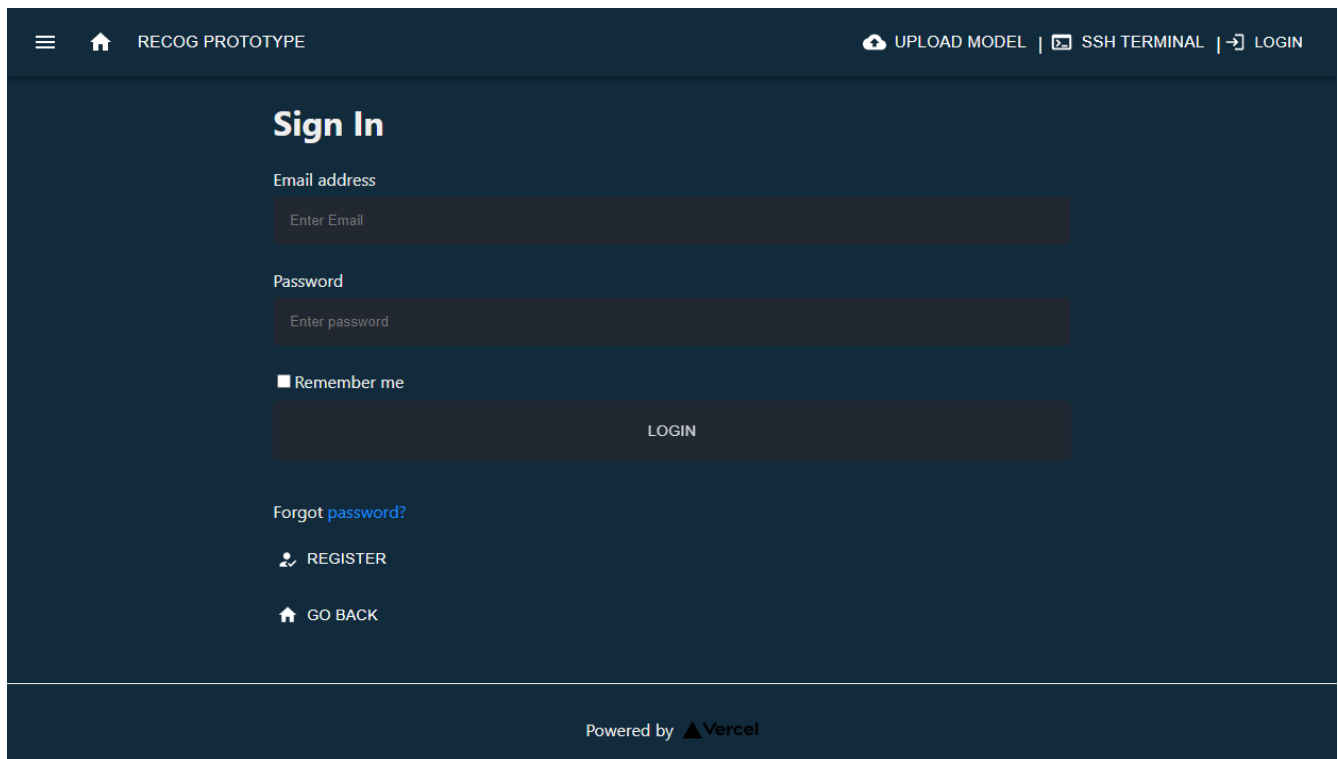 RECOG PROTOTYPE UPLOAD MODEL | SSH TERMINAL | LOGIN
Sign In
Email address
Enter Email
Password
Enter password
Remember me
LOGIN
Forgot password?
REGISTER
GO BACK
Powered by Vercel